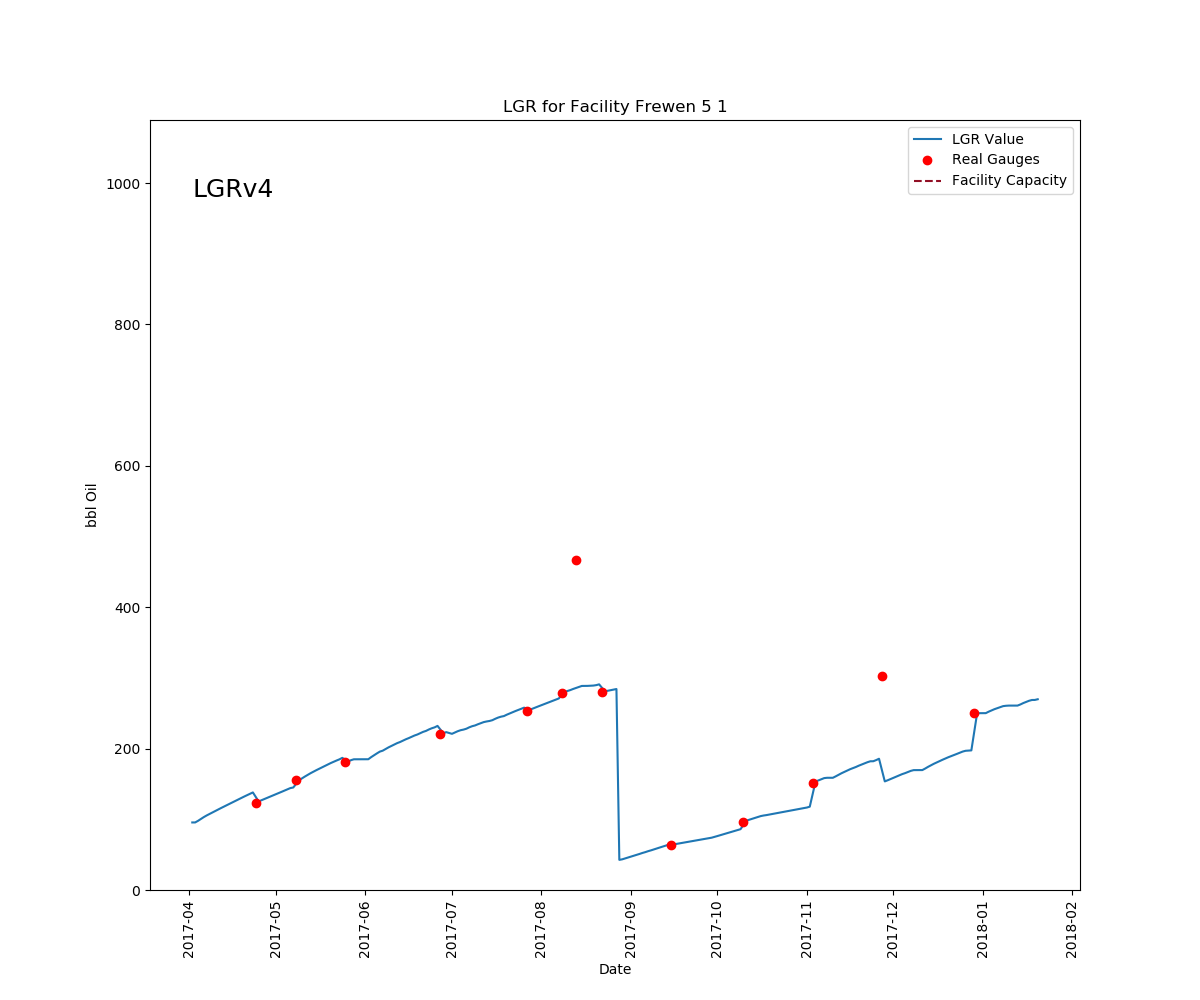 LGR for Facility Frewen 5 1
LGRv4
LGR Value
Real Gauges
Facility Capacity
bbl Oil
1000
800
600
400
200
0
2017-04
2017-05
2017-06
2017-07
2017-08
2017-09
2017-10
2017-11
2017-12
2018-01
2018-02
Date